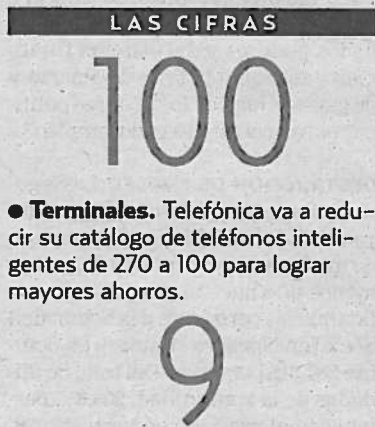 LAS CIFRAS
100
● Terminales. Telefónica va a redu-
cir su catálogo de teléfonos inteli-
gentes de 270 a 100 para lograr
mayores ahorros.
9